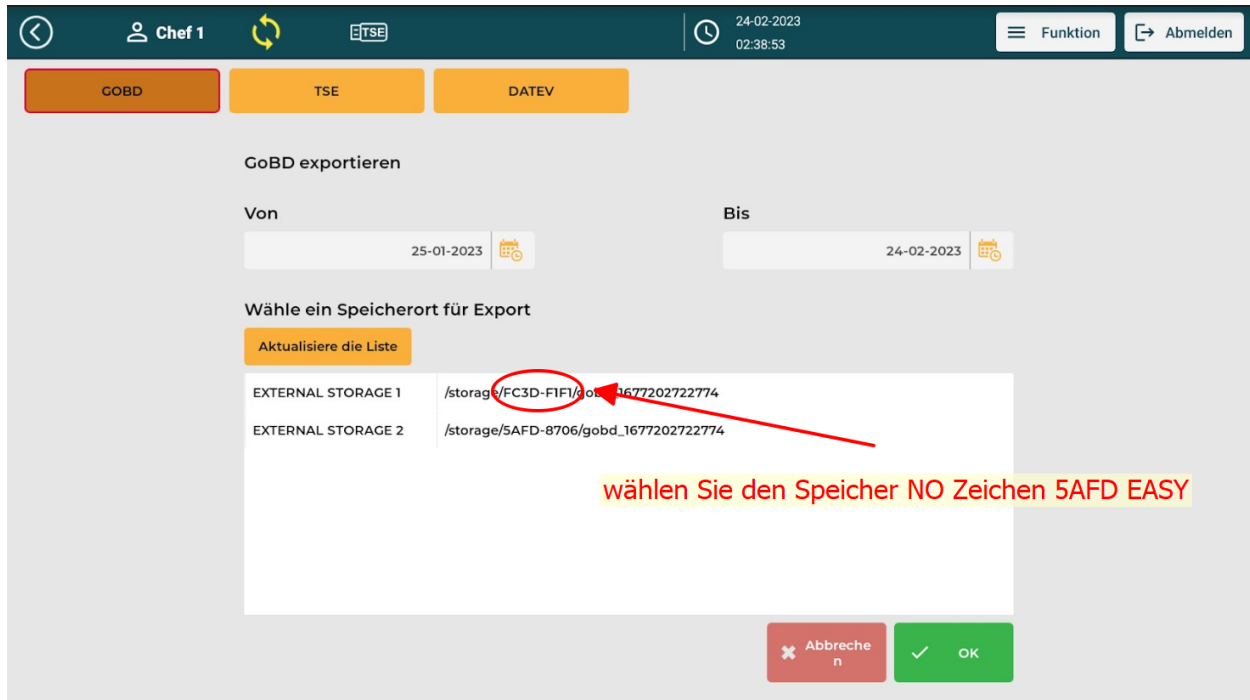 Chef 1
TSE
24-02-2023
02:38:53
Funktion
Abmelden
GOBD
TSE
DATEV
GoBD exportieren
Von
Bis
25-01-2023
24-02-2023
Wähle ein Speicherort für Export
Aktualisiere die Liste
EXTERNAL STORAGE 1 /storage/FC3D-F1F1/gobd_1677202722774
EXTERNAL STORAGE 2 /storage/5AFD-8706/gobd_1677202722774
wählen Sie den Speicher NO Zeichen 5AFD EASY
Abbreche
n
OK